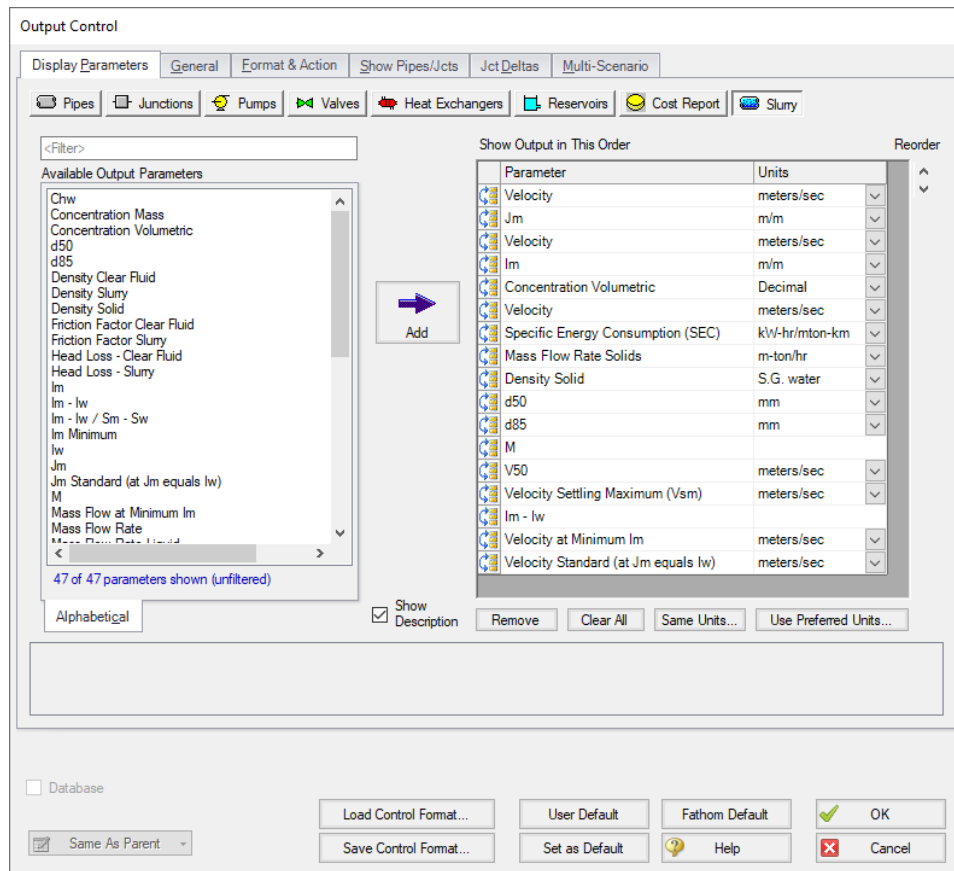 Output Control
Display Parameters General Format & Action Show Pipes/Jcts Jct Deltas Multi-Scenario
Pipes Junctions Pumps Valves Heat Exchangers Reservoirs Cost Report Slurry
<Filter>
Available Output Parameters
Chw
Concentration Mass
Concentration Volumetric
d50
d85
Density Clear Fluid
Density Slurry
Density Solid
Friction Factor Clear Fluid
Friction Factor Slurry
Head Loss - Clear Fluid
Head Loss - Slurry
Im
Im - Iw
Im - Iw / Sm - Sw
Im Minimum
Iw
Jm
Jm Standard (at Jm equals Iw)
M
Mass Flow at Minimum Im
Mass Flow Rate
Mass Flow Rate Liquid
47 of 47 parameters shown (unfiltered)
Alphabetical
Add
Show
Description
Show Output in This Order Reorder
Parameter Units
Velocity meters/sec
Jm m/m
Velocity meters/sec
Im m/m
Concentration Volumetric Decimal
Velocity meters/sec
Specific Energy Consumption (SEC) kW-hr/mton-km
Mass Flow Rate Solids m-ton/hr
Density Solid S.G. water
d50 mm
d85 mm
M
V50 meters/sec
Velocity Settling Maximum (Vsm) meters/sec
Im - Iw
Velocity at Minimum Im meters/sec
Velocity Standard (at Jm equals Iw) meters/sec
Remove Clear All Same Units... Use Preferred Units...
Database
Same As Parent
Load Control Format... User Default Fathom Default OK
Save Control Format... Set as Default Help Cancel